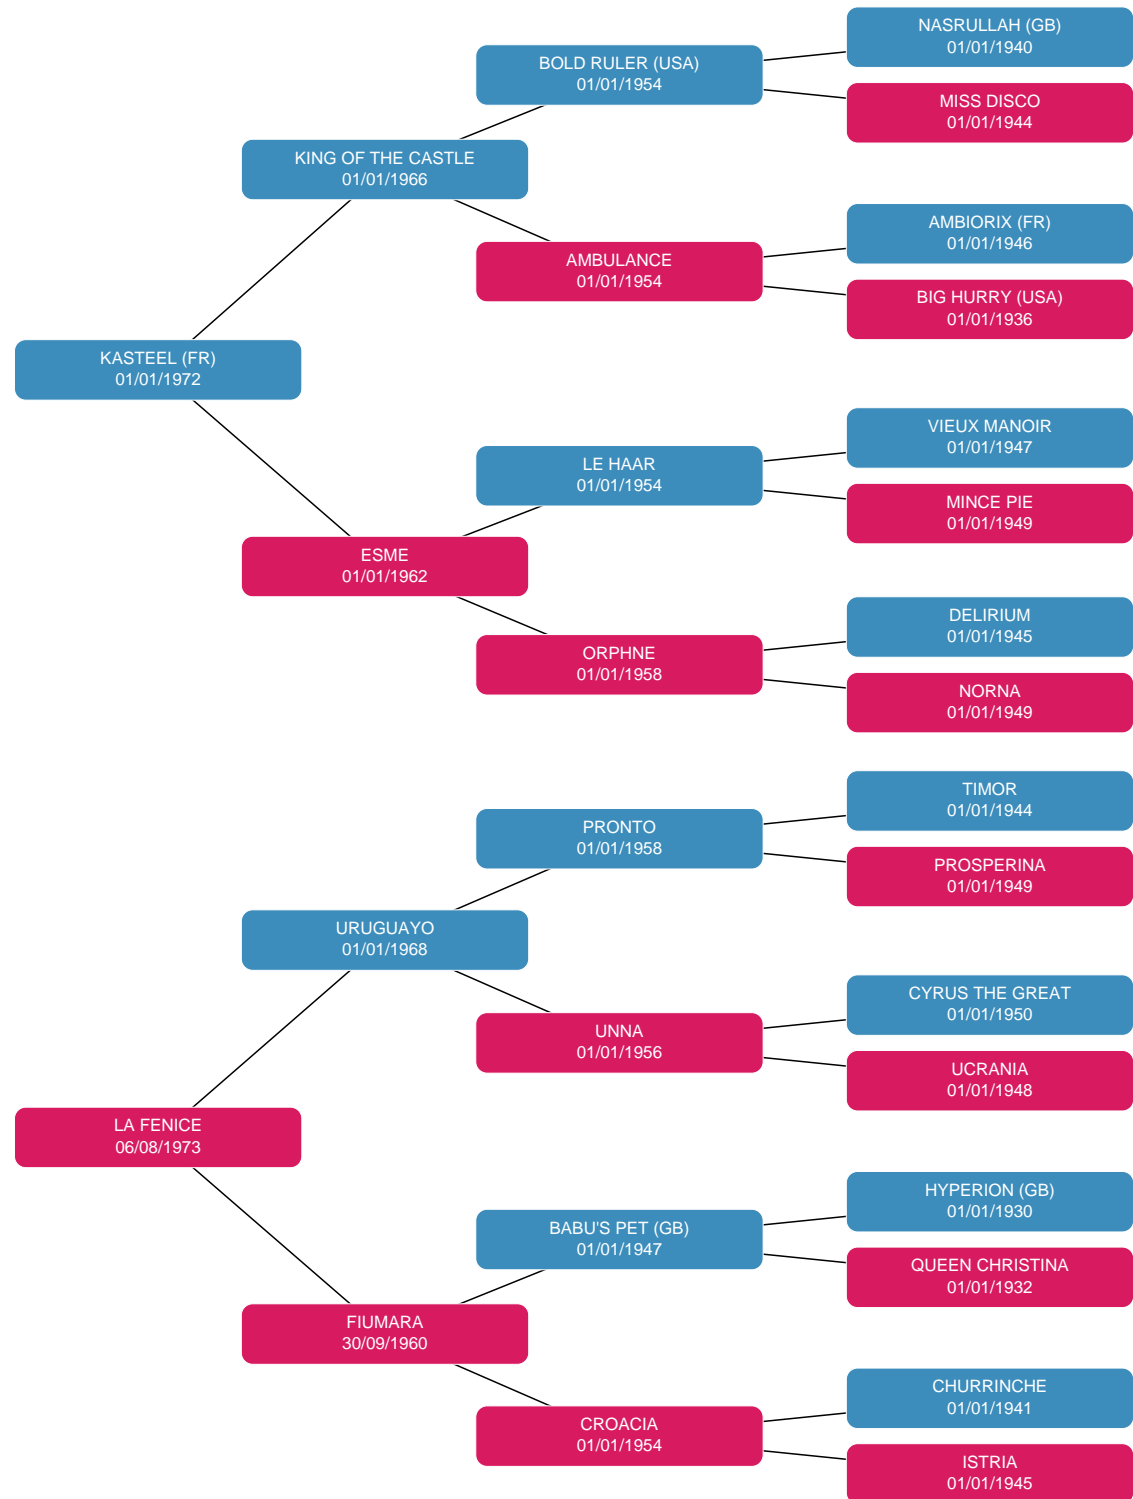 NASRULLAH (GB)
01/01/1940
BOLD RULER (USA)
01/01/1954
MISS DISCO
01/01/1944
KING OF THE CASTLE
01/01/1966
AMBIORIX (FR)
01/01/1946
AMBULANCE
01/01/1954
BIG HURRY (USA)
01/01/1936
KASTEEL (FR)
01/01/1972
VIEUX MANOIR
01/01/1947
LE HAAR
01/01/1954
MINCE PIE
01/01/1949
ESME
01/01/1962
DELIRIUM
01/01/1945
ORPHNE
01/01/1958
NORNA
01/01/1949
TIMOR
01/01/1944
PRONTO
01/01/1958
PROSPERINA
01/01/1949
URUGUAYO
01/01/1968
CYRUS THE GREAT
01/01/1950
UNNA
01/01/1956
UCRANIA
01/01/1948
LA FENICE
06/08/1973
HYPERION (GB)
01/01/1930
BABU'S PET (GB)
01/01/1947
QUEEN CHRISTINA
01/01/1932
FIUMARA
30/09/1960
CHURRINCHE
01/01/1941
CROACIA
01/01/1954
ISTRIA
01/01/1945